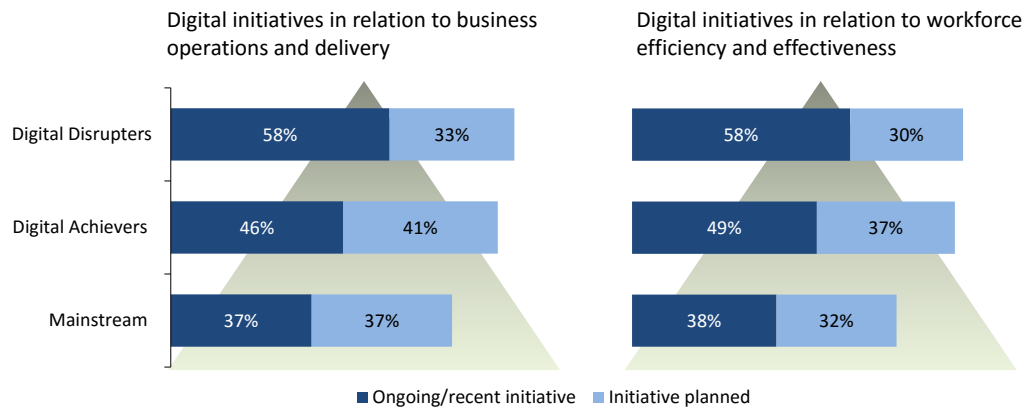 Digital initiatives in relation to business
operations and delivery
Digital initiatives in relation to workforce
efficiency and effectiveness
Digital Disrupters
58%
33%
58%
30%
Digital Achievers
46%
41%
49%
37%
Mainstream
37%
37%
38%
32%
Ongoing/recent initiative
Initiative planned